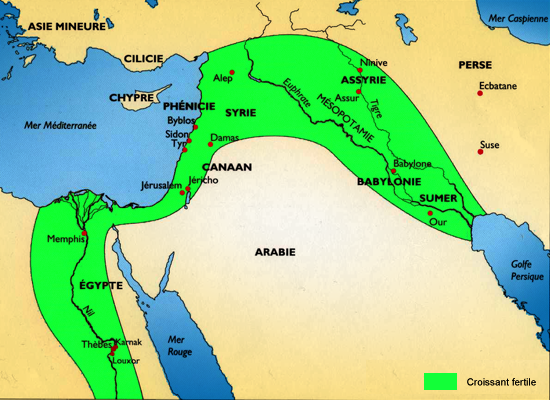 ASIE MINEURE
Mer Caspienne
CILICIE
Ninive
PERSE
Alep
ASSYRIE
Ecbatane
CHYPRE
Euphrate
Assur
PHÉNICIE
MÉSOPOTAMIE
Tigre
SYRIE
Byblos
Mer Méditerranée
Sidon
Damas
Tyr
Suse
CANAAN
Babylone
Jéricho
Jérusalem
BABYLONIE
SUMER
Our
Memphis
ARABIE
Golfe
Persique
ÉGYPTE
Nil
Mer
Rouge
Thèbes
Karnak
Louxor
Croissant fertile